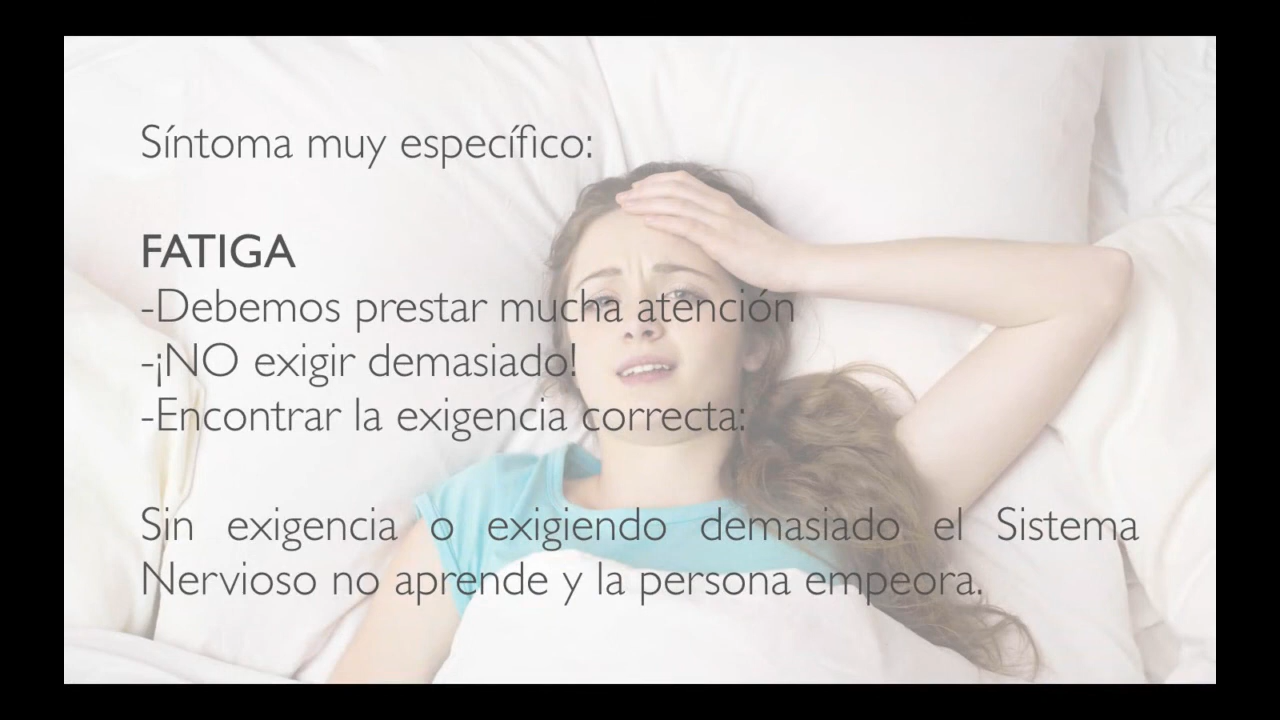 Síntoma muy específico:
FATIGA
-Debemos prestar mucha atención
-¡NO exigir demasiado!
-Encontrar la exigencia correcta:
Sin exigencia o exigiendo demasiado el Sistema
Nervioso no aprende y la persona empeora.